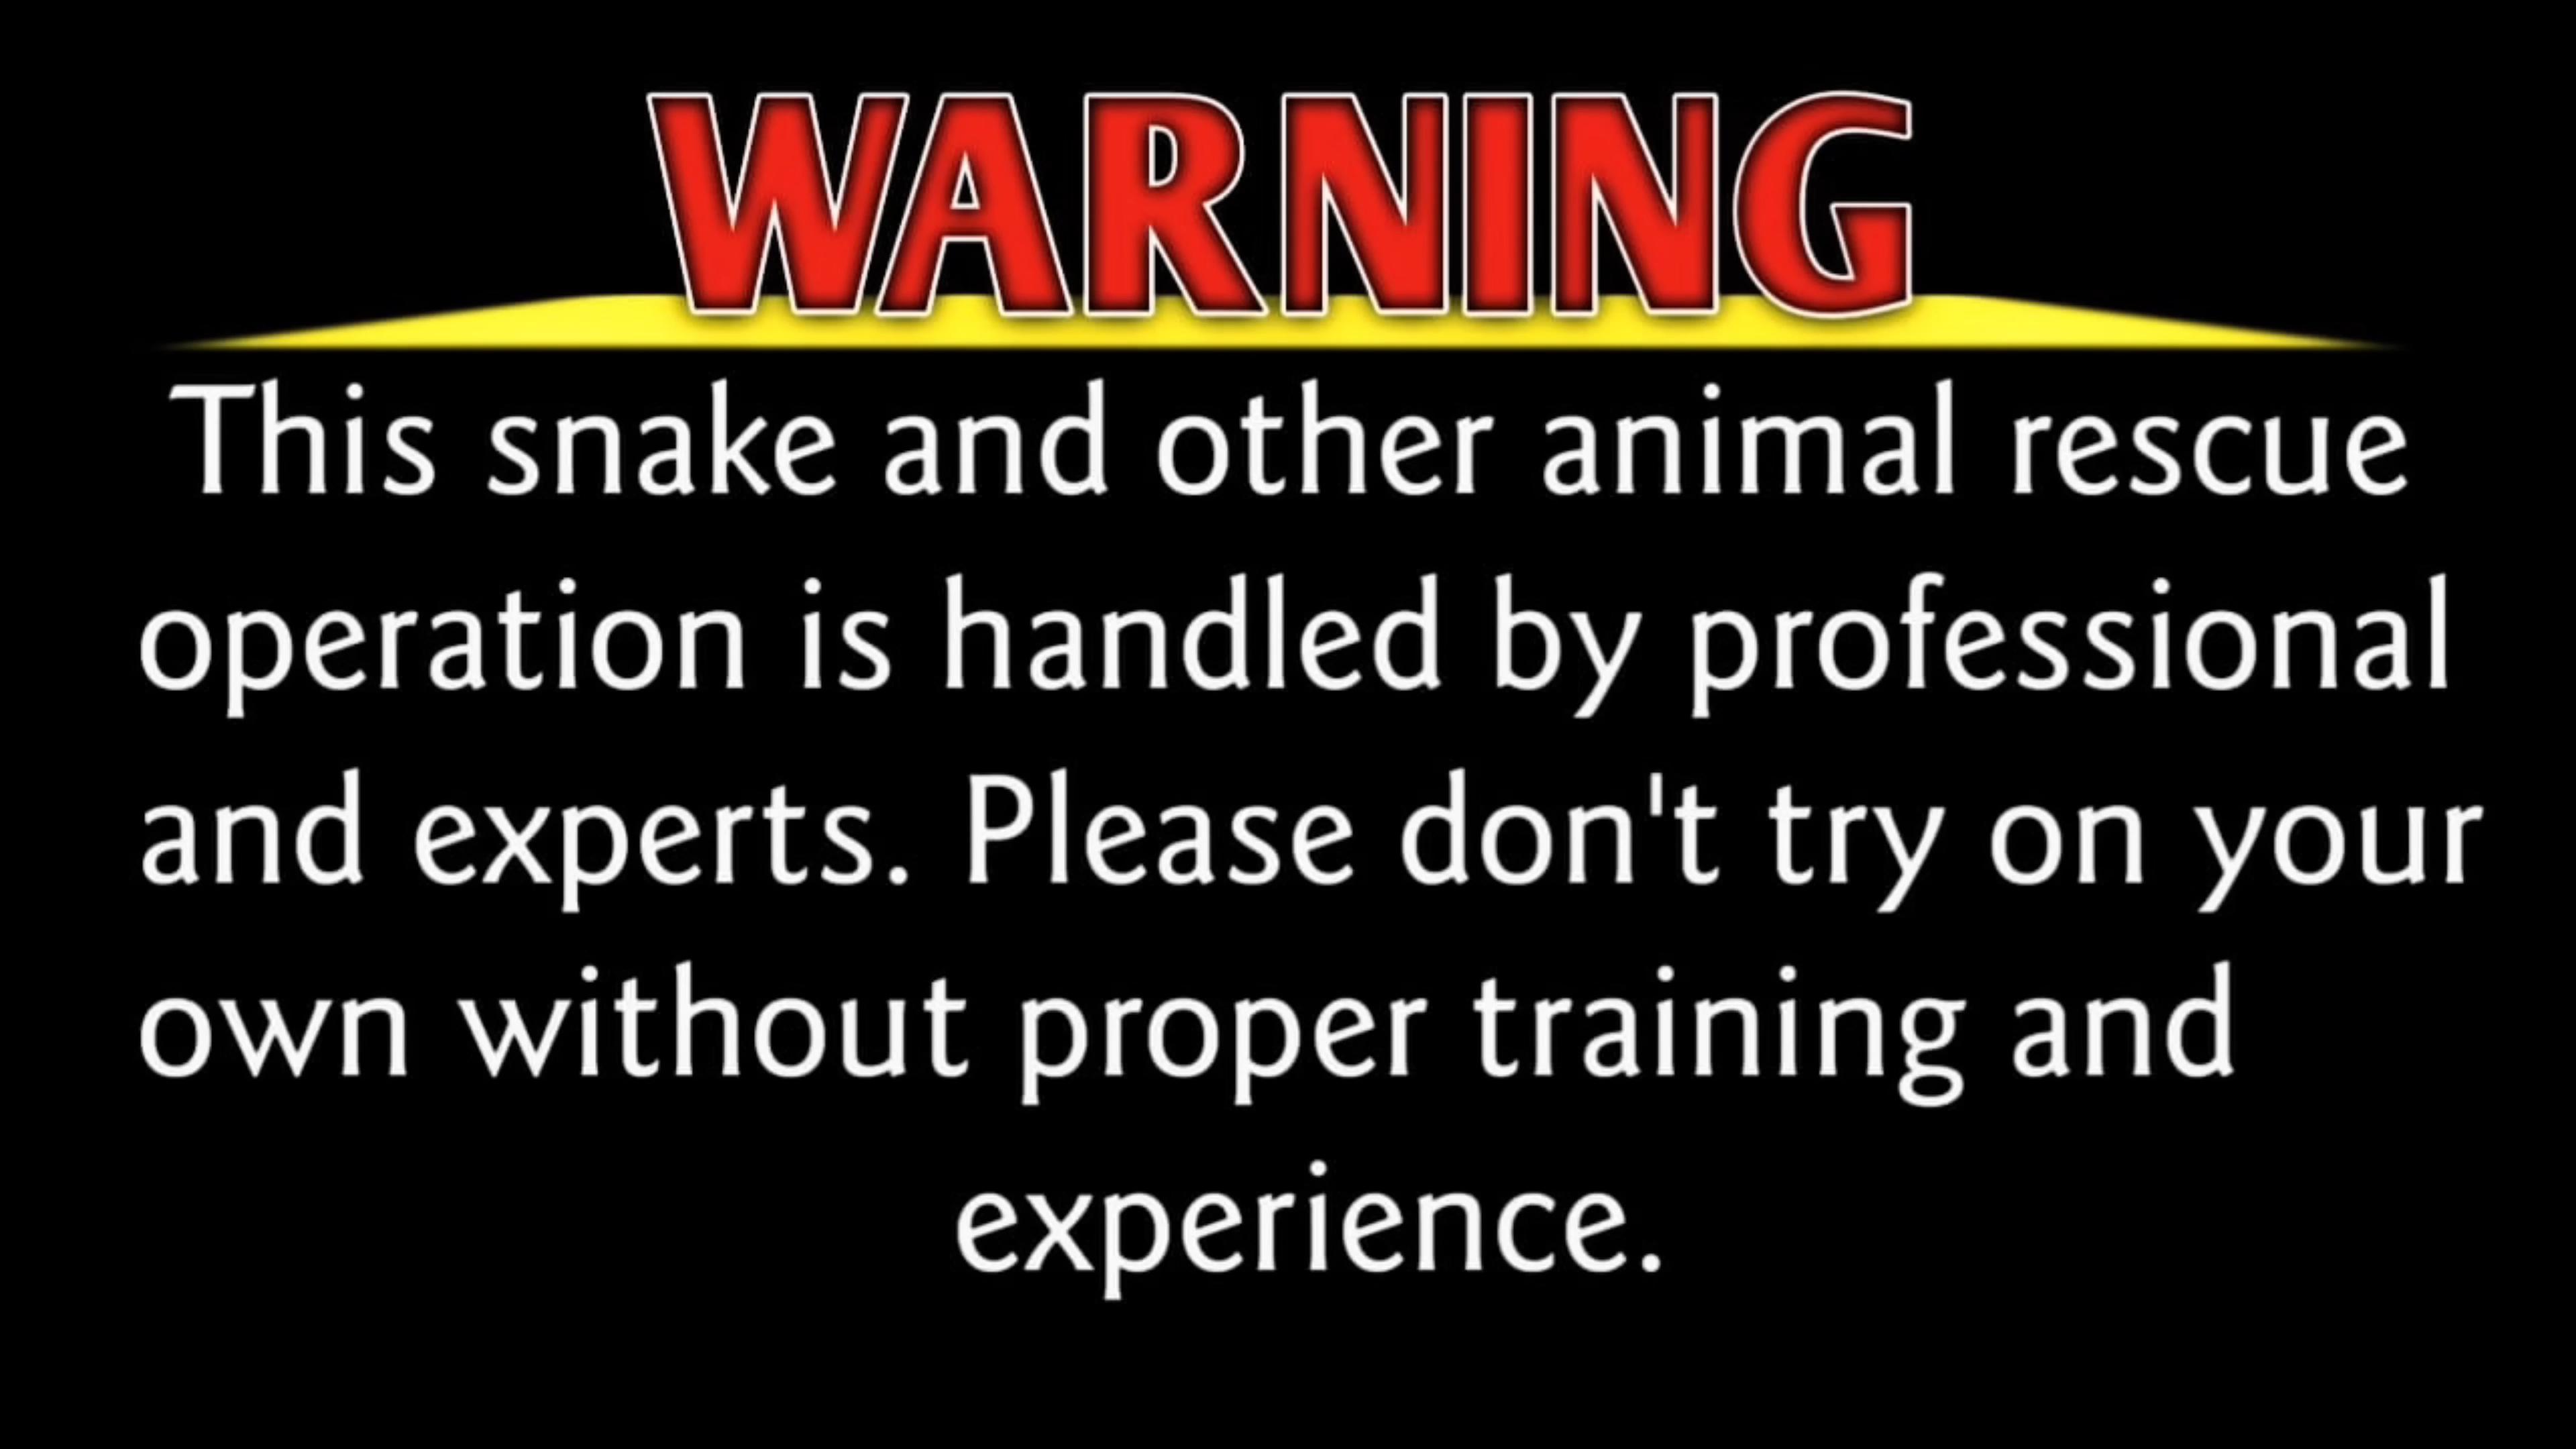 WARNING
This snake and other animal rescue
operation is handled by professional
and experts. Please don't try on your
own without proper training and
experience.